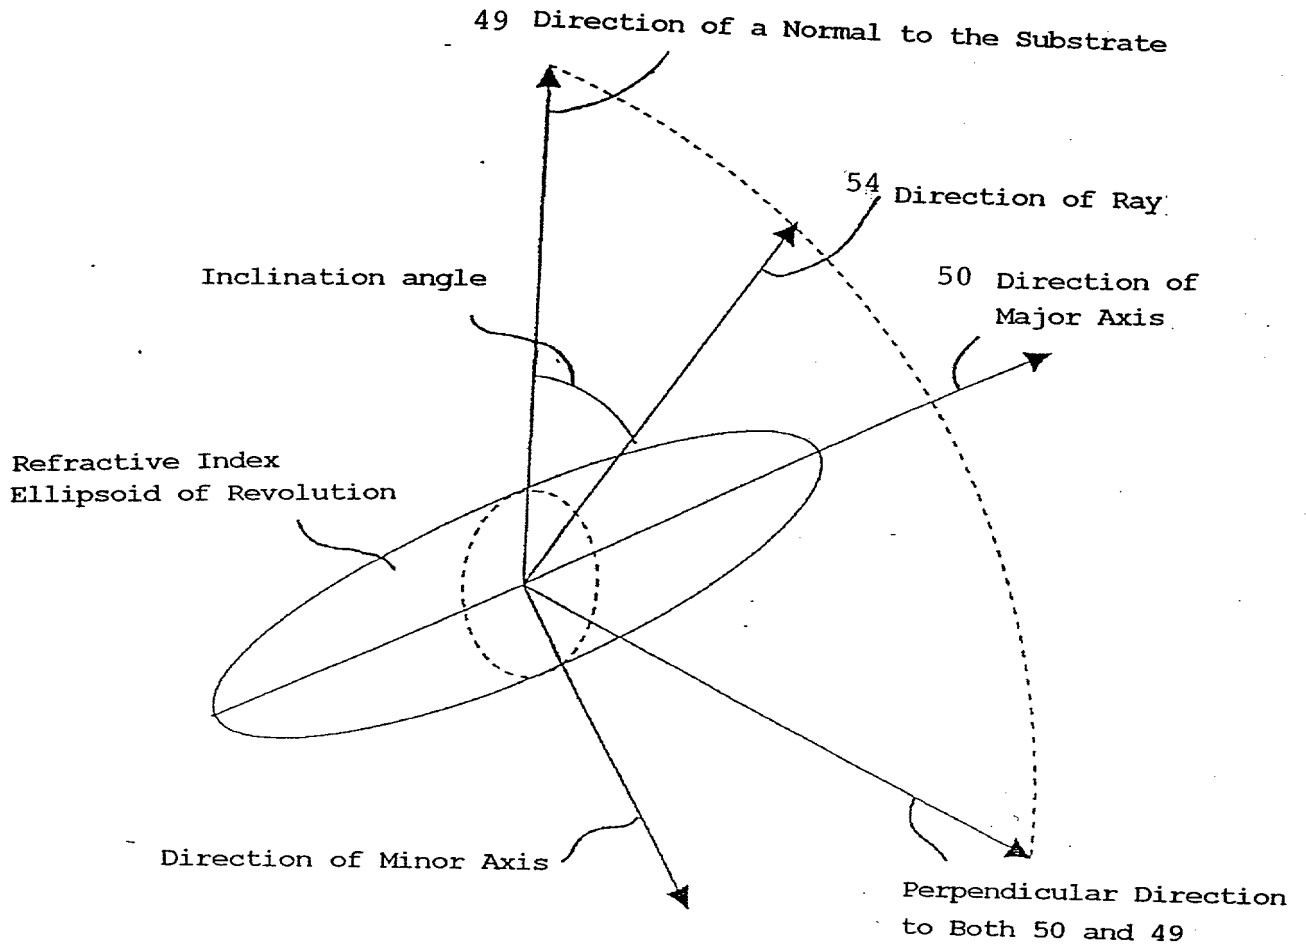 49 Direction of a Normal to the Substrate
54 Direction of Ray
Inclination angle
50 Direction of
Major Axis
Refractive Index
Ellipsoid of Revolution
Direction of Minor Axis
Perpendicular Direction
to Both 50 and 49